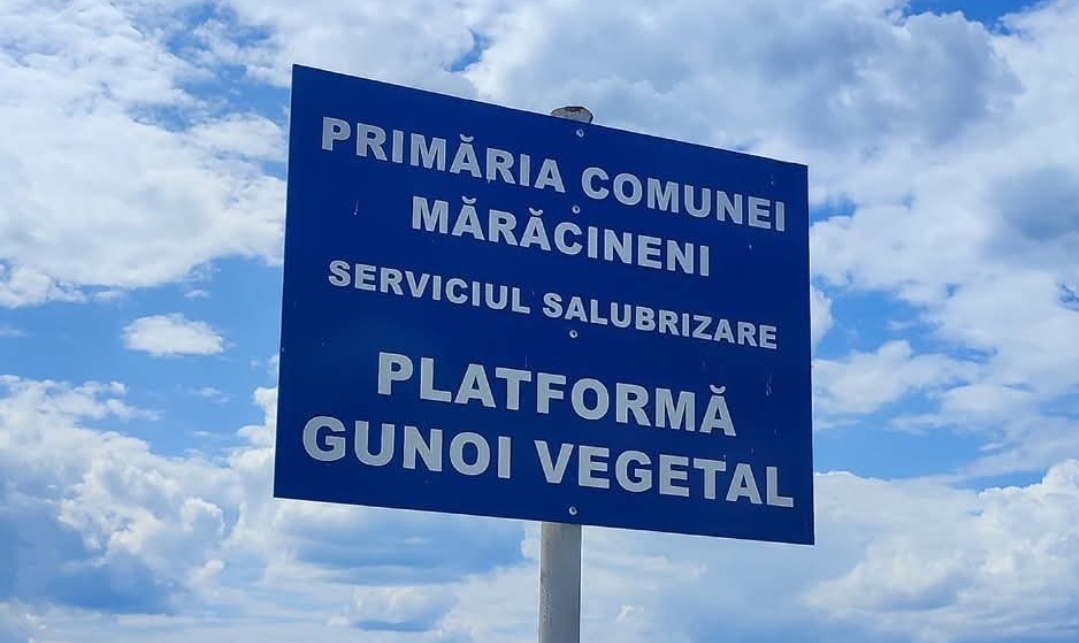 PRIMĂRIA COMUNEI
MĂRĂCINENI
SERVICIUL SALUBRIZARE
PLATFORMĂ
GUNOI VEGETAL